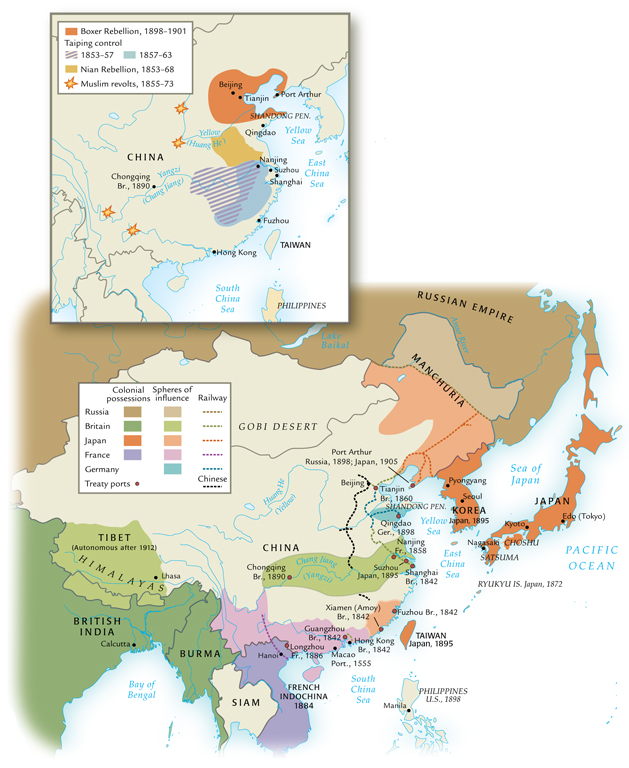 Boxer Rebellion, 1898–1901
Taiping control
1853–57
1857–63
Nian Rebellion, 1853–68
Muslim revolts, 1855–73
Beijing
Tianjin
Port Arthur
SHANDONG PEN.
Qingdao
Yellow
(Huang He)
Yellow
Sea
CHINA
Nanjing
Suzhou
Shanghai
East
China
Sea
Chongqing
Br., 1890
Yangzi
(Chang Jiang)
Fuzhou
TAIWAN
Hong Kong
South
China
Sea
PHILIPPINES
RUSSIAN EMPIRE
Lake
Baikal
Amur River
MANCHURIA
Colonial
possessions
Spheres of
influence
Railway
Russia
Britain
Japan
France
Germany
Treaty ports
Chinese
GOBI DESERT
Port Arthur
Russia, 1898; Japan, 1905
Beijing
Tianjin
Br., 1860
Huang He
(Yellow)
SHANDONG PEN.
Qingdao
Ger., 1898
Yellow
Sea
Pyongyang
Seoul
KOREA
Japan, 1895
Sea of
Japan
JAPAN
Kyoto
Edo (Tokyo)
Nagasaki
CHOSHU
SATSUMA
PACIFIC
OCEAN
TIBET
(Autonomous after 1912)
HIMALAYAS
Lhasa
CHINA
Chang Jiang
(Yangzi)
Chongqing
Br., 1890
Nanjing
Fr., 1858
Suzhou
Japan, 1895
Shanghai
Br., 1842
East
China
Sea
RYUKYU IS. Japan, 1872
Xiamen (Amoy)
Br., 1842
Fuzhou Br., 1842
BRITISH
INDIA
Calcutta
BURMA
Guangzhou
Br., 1842
Hong Kong
Br., 1842
Longzhou
Fr., 1886
Macao
Port., 1555
Hanoi
TAIWAN
Japan, 1895
Bay of
Bengal
SIAM
FRENCH
INDOCHINA
1884
South
China
Sea
PHILIPPINES
U.S., 1898
Manila